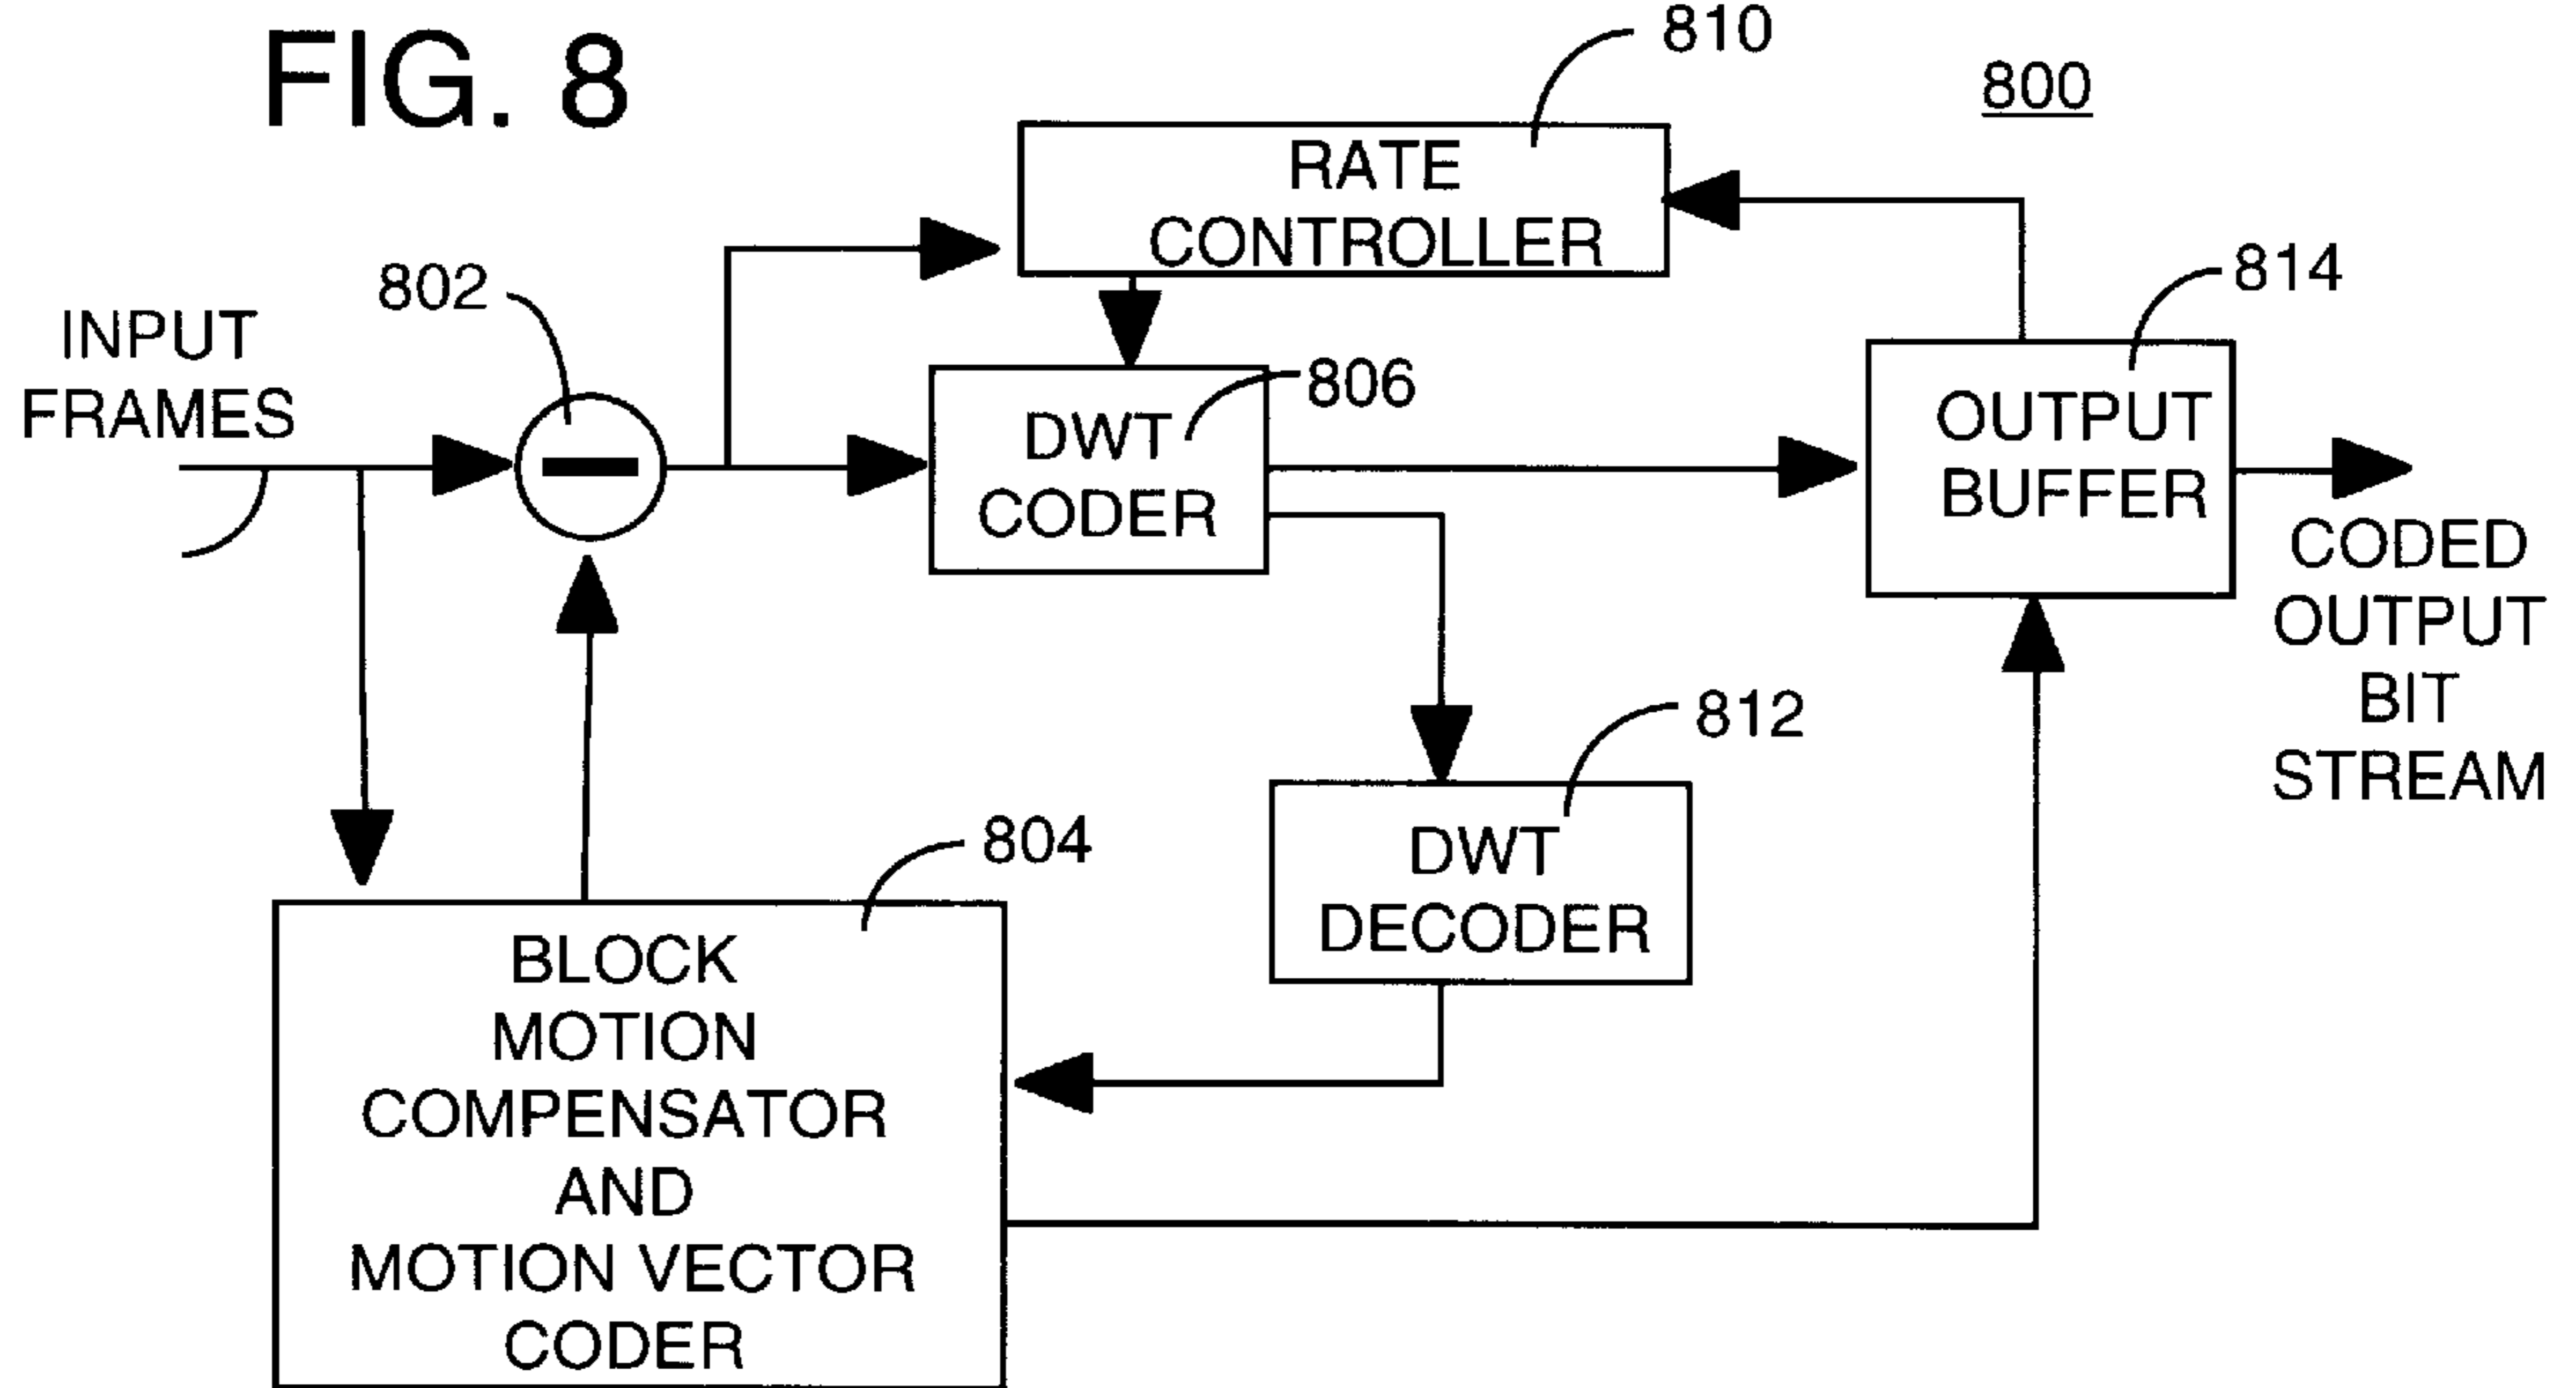 FIG. 8
810
800
RATE
CONTROLLER
802
814
INPUT
FRAMES
806
DWT
CODER
OUTPUT
BUFFER
CODED
OUTPUT
BIT
STREAM
812
DWT
DECODER
804
BLOCK
MOTION
COMPENSATOR
AND
MOTION VECTOR
CODER